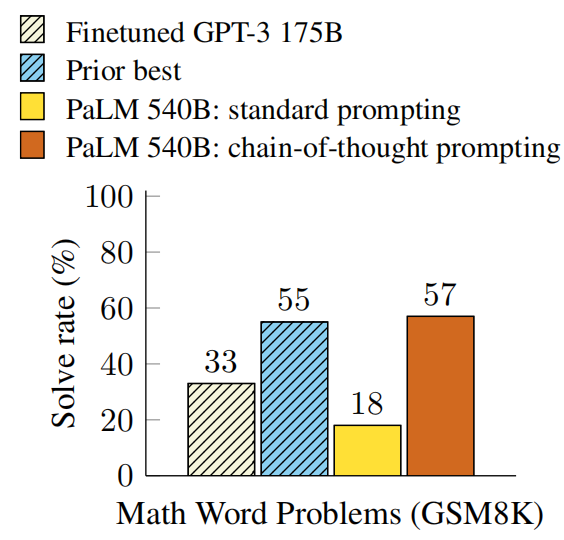 Finetuned GPT-3 175B
Prior best
PaLM 540B: standard prompting
PaLM 540B: chain-of-thought prompting
100
80
60
40
20
0
Solve rate (%)
33
55
18
57
Math Word Problems (GSM8K)